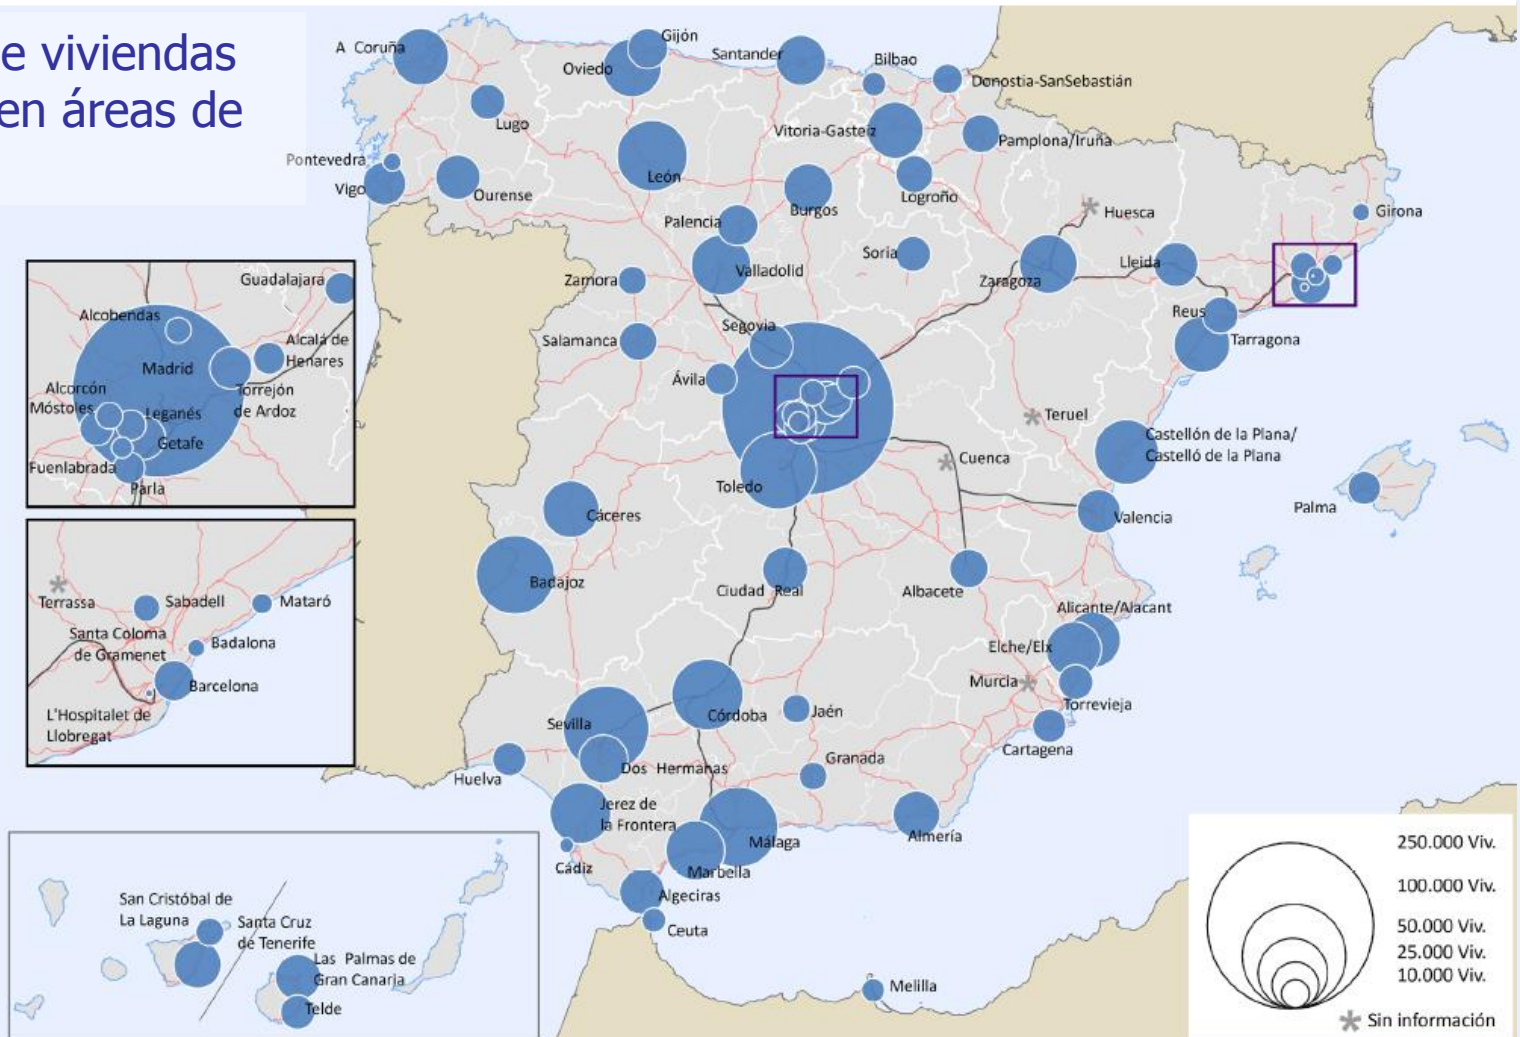 e viviendas
en áreas de
A Coruña
Gijón
Oviedo
Santander
Bilbao
Donostia-SanSebastián
Lugo
Vitoria-Gasteiz
Pamplona/Iruña
Pontevedra
Vigo
Ourense
León
Burgos
Logroño
Huesca
Girona
Palencia
Valladolid
Soria
Zaragoza
Lleida
Zamora
Reus
Tarragona
Salamanca
Segovia
Ávila
Teruel
Castellón de la Plana/
Castelló de la Plana
Cuenca
Toledo
Palma
Valencia
Cáceres
Badajoz
Ciudad Real
Albacete
Alicante/Alacant
Elche/Elx
Murcia
Torrevieja
Cartagena
Córdoba
Jaén
Sevilla
Dos Hermanas
Granada
Huelva
Jerez de
la Frontera
Málaga
Almería
Cádiz
Marbella
Algeciras
Ceuta
Melilla
Guadalajara
Alcobendas
Alcalá de
Henares
Madrid
Torrejón
de Ardoz
Alcorcón
Móstoles
Leganés
Getafe
Fuenlabrada
Parla
Terrassa
Sabadell
Mataró
Santa Coloma
de Gramenet
Badalona
Barcelona
L'Hospitalet de
Llobregat
San Cristóbal de
La Laguna
Santa Cruz
de Tenerife
Las Palmas de
Gran Canaria
Telde
250.000 Viv.
100.000 Viv.
50.000 Viv.
25.000 Viv.
10.000 Viv.
Sin información